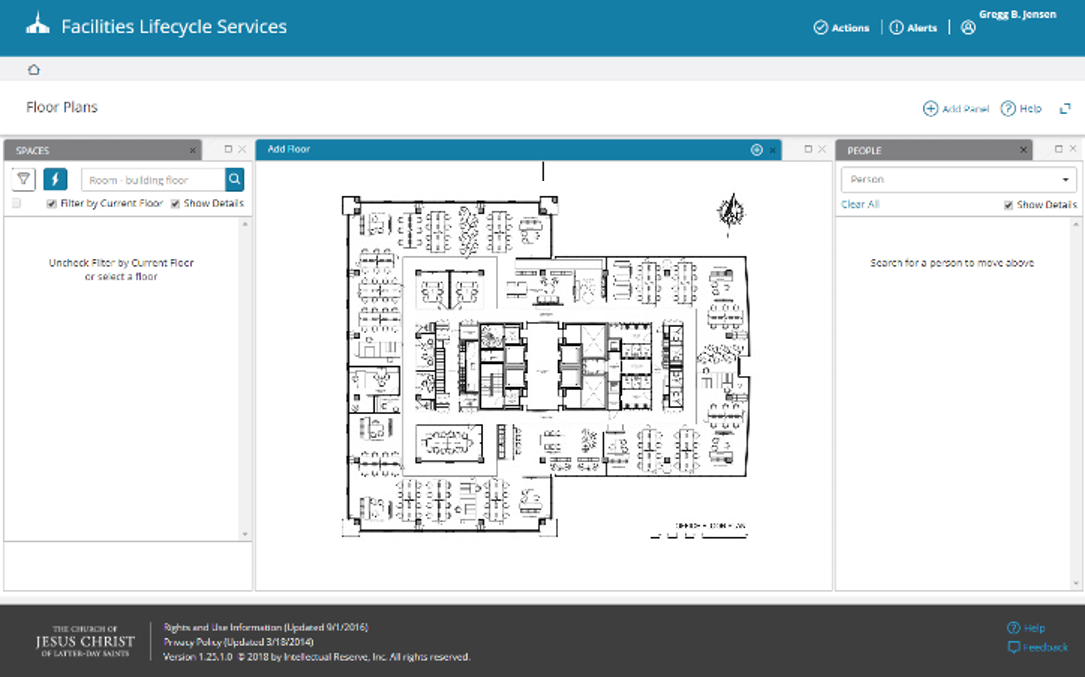 Facilities Lifecycle Services
Actions
Alerts
Gregg B. Jensen
Floor Plans
Add Panel
Help
SPACES
Room - building floor
Filter by Current Floor
Show Details
Uncheck Filter by Current Floor
or select a floor
Add Floor
OFFICE FLOOR PLAN
PEOPLE
Person
Clear All
Show Details
Search for a person to move above
THE CHURCH OF
JESUS CHRIST
OF LATTER-DAY SAINTS
Rights and Use Information (Updated 9/1/2016)
Privacy Policy (Updated 3/18/2014)
Version 1.25.1.0 © 2018 by Intellectual Reserve, Inc. All rights reserved.
Help
Feedback